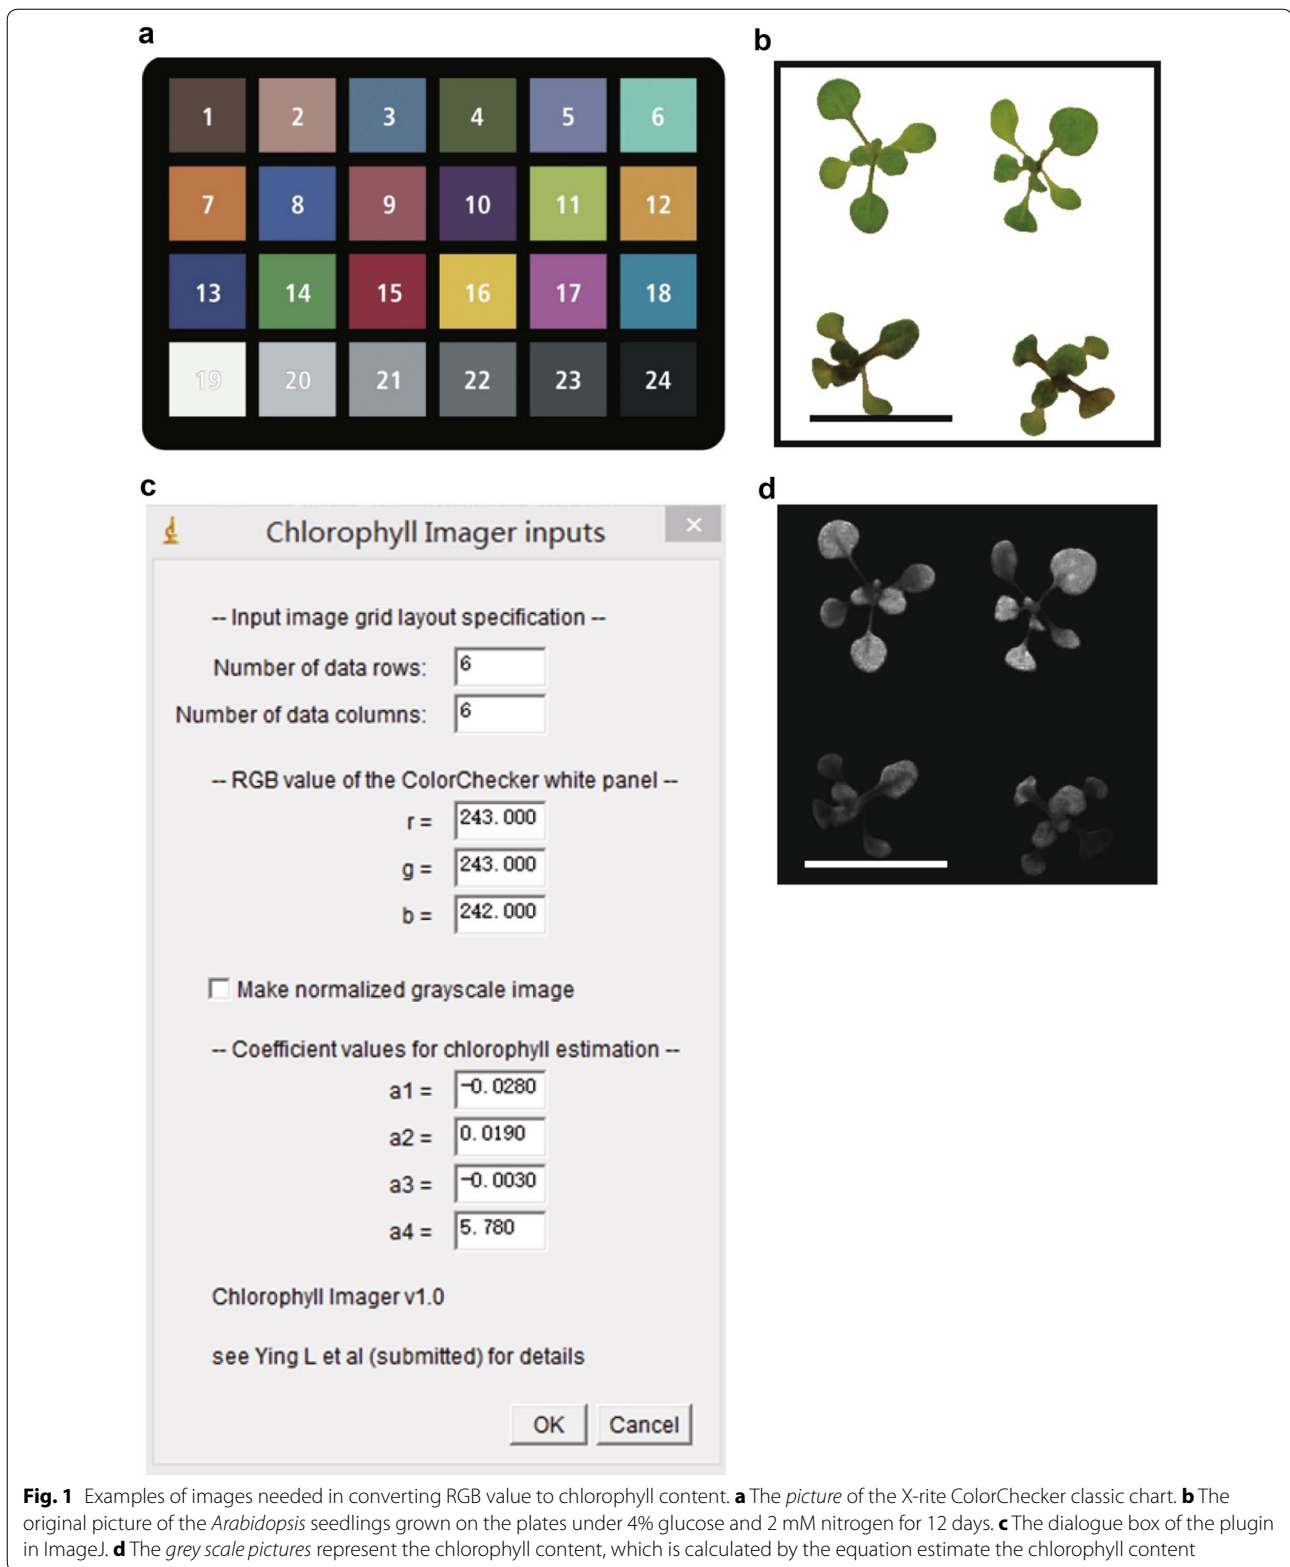 a
1 2 3 4 5 6
7 8 9 10 11 12
13 14 15 16 17 18
19 20 21 22 23 24
b
c
Chlorophyll Imager inputs
-- Input image grid layout specification --
Number of data rows: 6
Number of data columns: 6
-- RGB value of the ColorChecker white panel --
r = 243.000
g = 243.000
b = 242.000
Make normalized grayscale image
-- Coefficient values for chlorophyll estimation --
a1 = -0.0280
a2 = 0.0190
a3 = -0.0030
a4 = 5.780
Chlorophyll Imager v1.0
see Ying L et al (submitted) for details
OK Cancel
d
Fig. 1 Examples of images needed in converting RGB value to chlorophyll content. a The picture of the X-rite ColorChecker classic chart. b The
original picture of the Arabidopsis seedlings grown on the plates under 4% glucose and 2 mM nitrogen for 12 days. c The dialogue box of the plugin
in ImageJ. d The grey scale pictures represent the chlorophyll content, which is calculated by the equation estimate the chlorophyll content